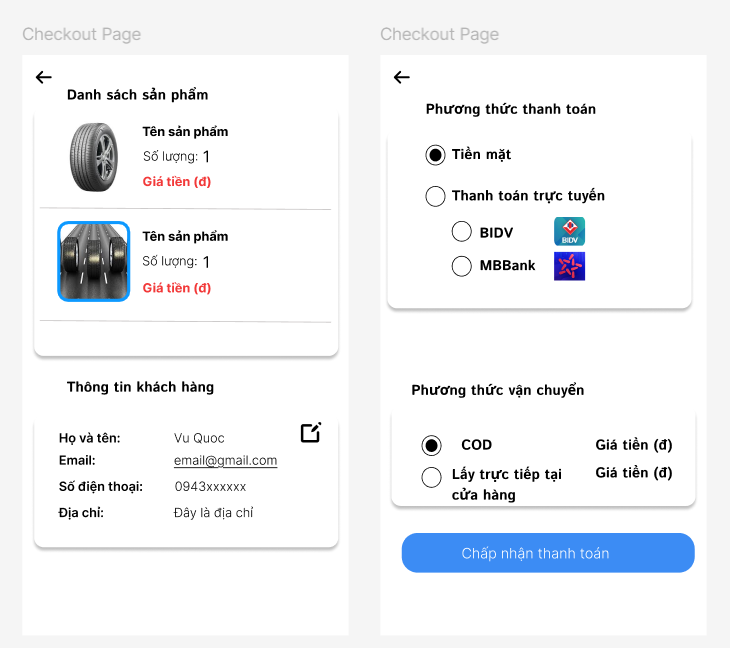 Checkout Page
Danh sách sản phẩm
Tên sản phẩm
Số lượng: 1
Giá tiền (đ)
Tên sản phẩm
Số lượng: 1
Giá tiền (đ)
Thông tin khách hàng
Họ và tên: Vu Quoc
Email: email@gmail.com
Số điện thoại: 0943xxxxxx
Địa chỉ: Đây là địa chỉ
Checkout Page
Phương thức thanh toán
Tiền mặt
Thanh toán trực tuyến
BIDV BIDV
MBBank
Phương thức vận chuyển
COD Giá tiền (đ)
Lấy trực tiếp tại Giá tiền (đ)
cửa hàng
Chấp nhận thanh toán